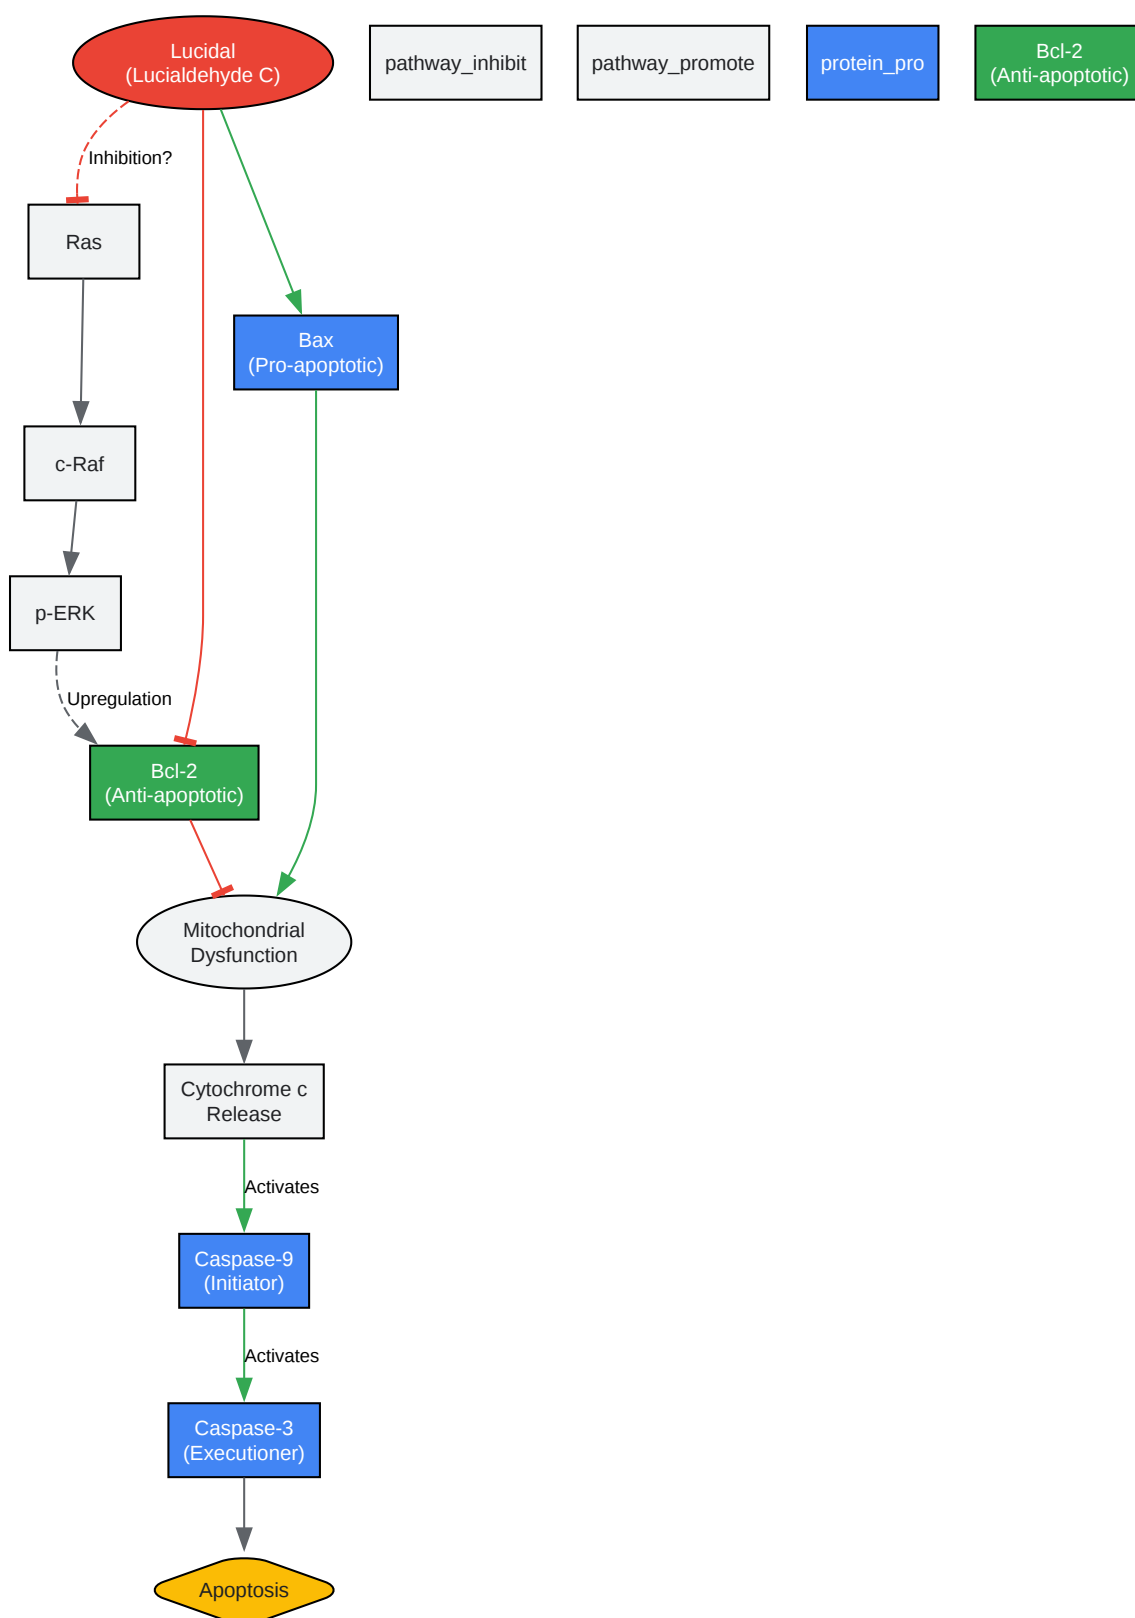 Lucidal
(Lucialdehyde C)
pathway_inhibit
pathway_promote
protein_pro
Bcl-2
(Anti-apoptotic)
Inhibition?
Ras
Bax
(Pro-apoptotic)
c-Raf
p-ERK
Upregulation
Bcl-2
(Anti-apoptotic)
Mitochondrial
Dysfunction
Cytochrome c
Release
Activates
Caspase-9
(Initiator)
Activates
Caspase-3
(Executioner)
Apoptosis